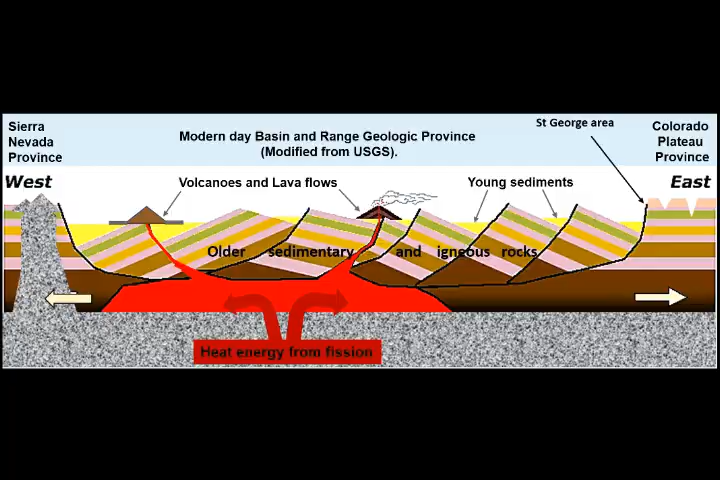 Sierra
Nevada
Province
Modern day Basin and Range Geologic Province
(Modified from USGS).
St George area
Colorado
Plateau
Province
West
Volcanoes and Lava flows
Young sediments
East
Older sedimentary and igneous rocks
Heat energy from fission